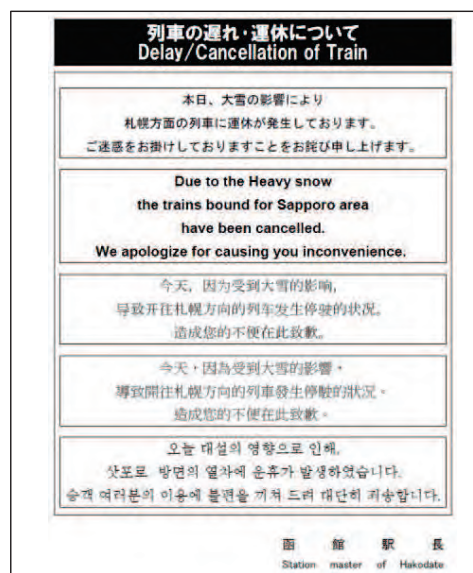 列車の遅れ・運休について
Delay/Cancellation of Train
本日、大雪の影響により
札幌方面の列車に運休が発生しております。
ご迷惑をお掛けしておりますことをお詫び申し上げます。
Due to the Heavy snow
the trains bound for Sapporo area
have been cancelled.
We apologize for causing you inconvenience.
今天，因为受到大雪的影响，
导致开往札幌方向的列车发生停驶的状况。
造成您的不便在此致歉。
今天，因為受到大雪的影響，
導致開往札幌方向的列車發生停駛的狀況。
造成您的不便在此致歉。
오늘 대설의 영향으로 인해,
삿포로 방면의 열차에 운휴가 발생하였습니다.
승객 여러분의 이용에 불편을 끼쳐 드려 대단히 죄송합니다.
函館駅長
Station master of Hakodate